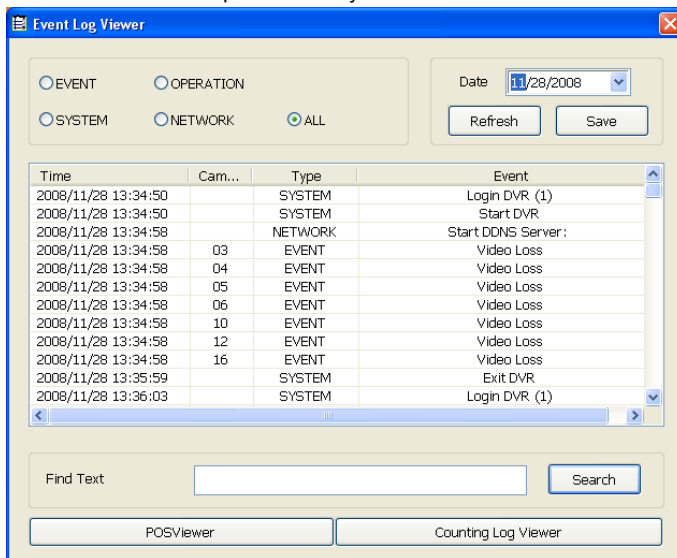 Event Log Viewer
EVENT OPERATION
SYSTEM NETWORK ALL
Date 11/28/2008
Refresh Save
Time Cam... Type Event
2008/11/28 13:34:50 SYSTEM Login DVR (1)
2008/11/28 13:34:50 SYSTEM Start DVR
2008/11/28 13:34:58 NETWORK Start DDNS Server:
2008/11/28 13:34:58 03 EVENT Video Loss
2008/11/28 13:34:58 04 EVENT Video Loss
2008/11/28 13:34:58 05 EVENT Video Loss
2008/11/28 13:34:58 06 EVENT Video Loss
2008/11/28 13:34:58 10 EVENT Video Loss
2008/11/28 13:34:58 12 EVENT Video Loss
2008/11/28 13:34:58 16 EVENT Video Loss
2008/11/28 13:35:59 SYSTEM Exit DVR
2008/11/28 13:36:03 SYSTEM Login DVR (1)
Find Text Search
POSViewer Counting Log Viewer